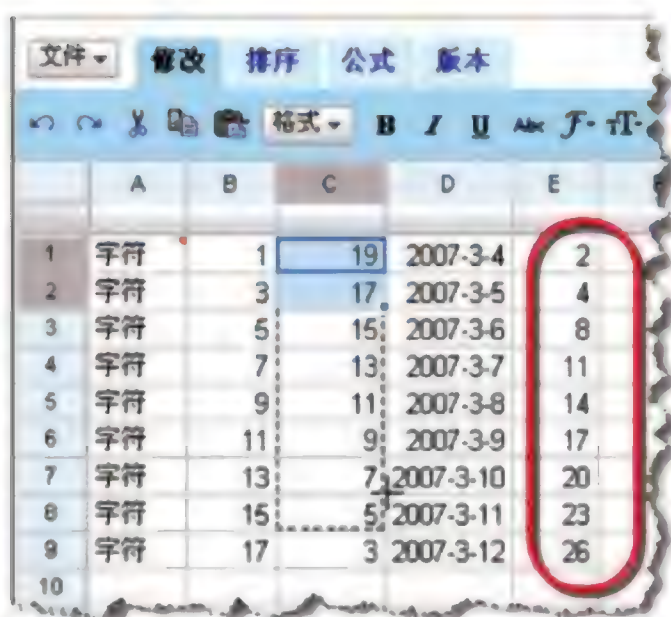 文件 修改 排序 公式 版本
格式 B I U Abc F T
A B C D E
1 字符 1 19 2007-3-4 2
2 字符 3 17 2007-3-5 4
3 字符 5 15 2007-3-6 8
4 字符 7 13 2007-3-7 11
5 字符 9 11 2007-3-8 14
6 字符 11 9 2007-3-9 17
7 字符 13 7 2007-3-10 20
8 字符 15 5 2007-3-11 23
9 字符 17 3 2007-3-12 26
10